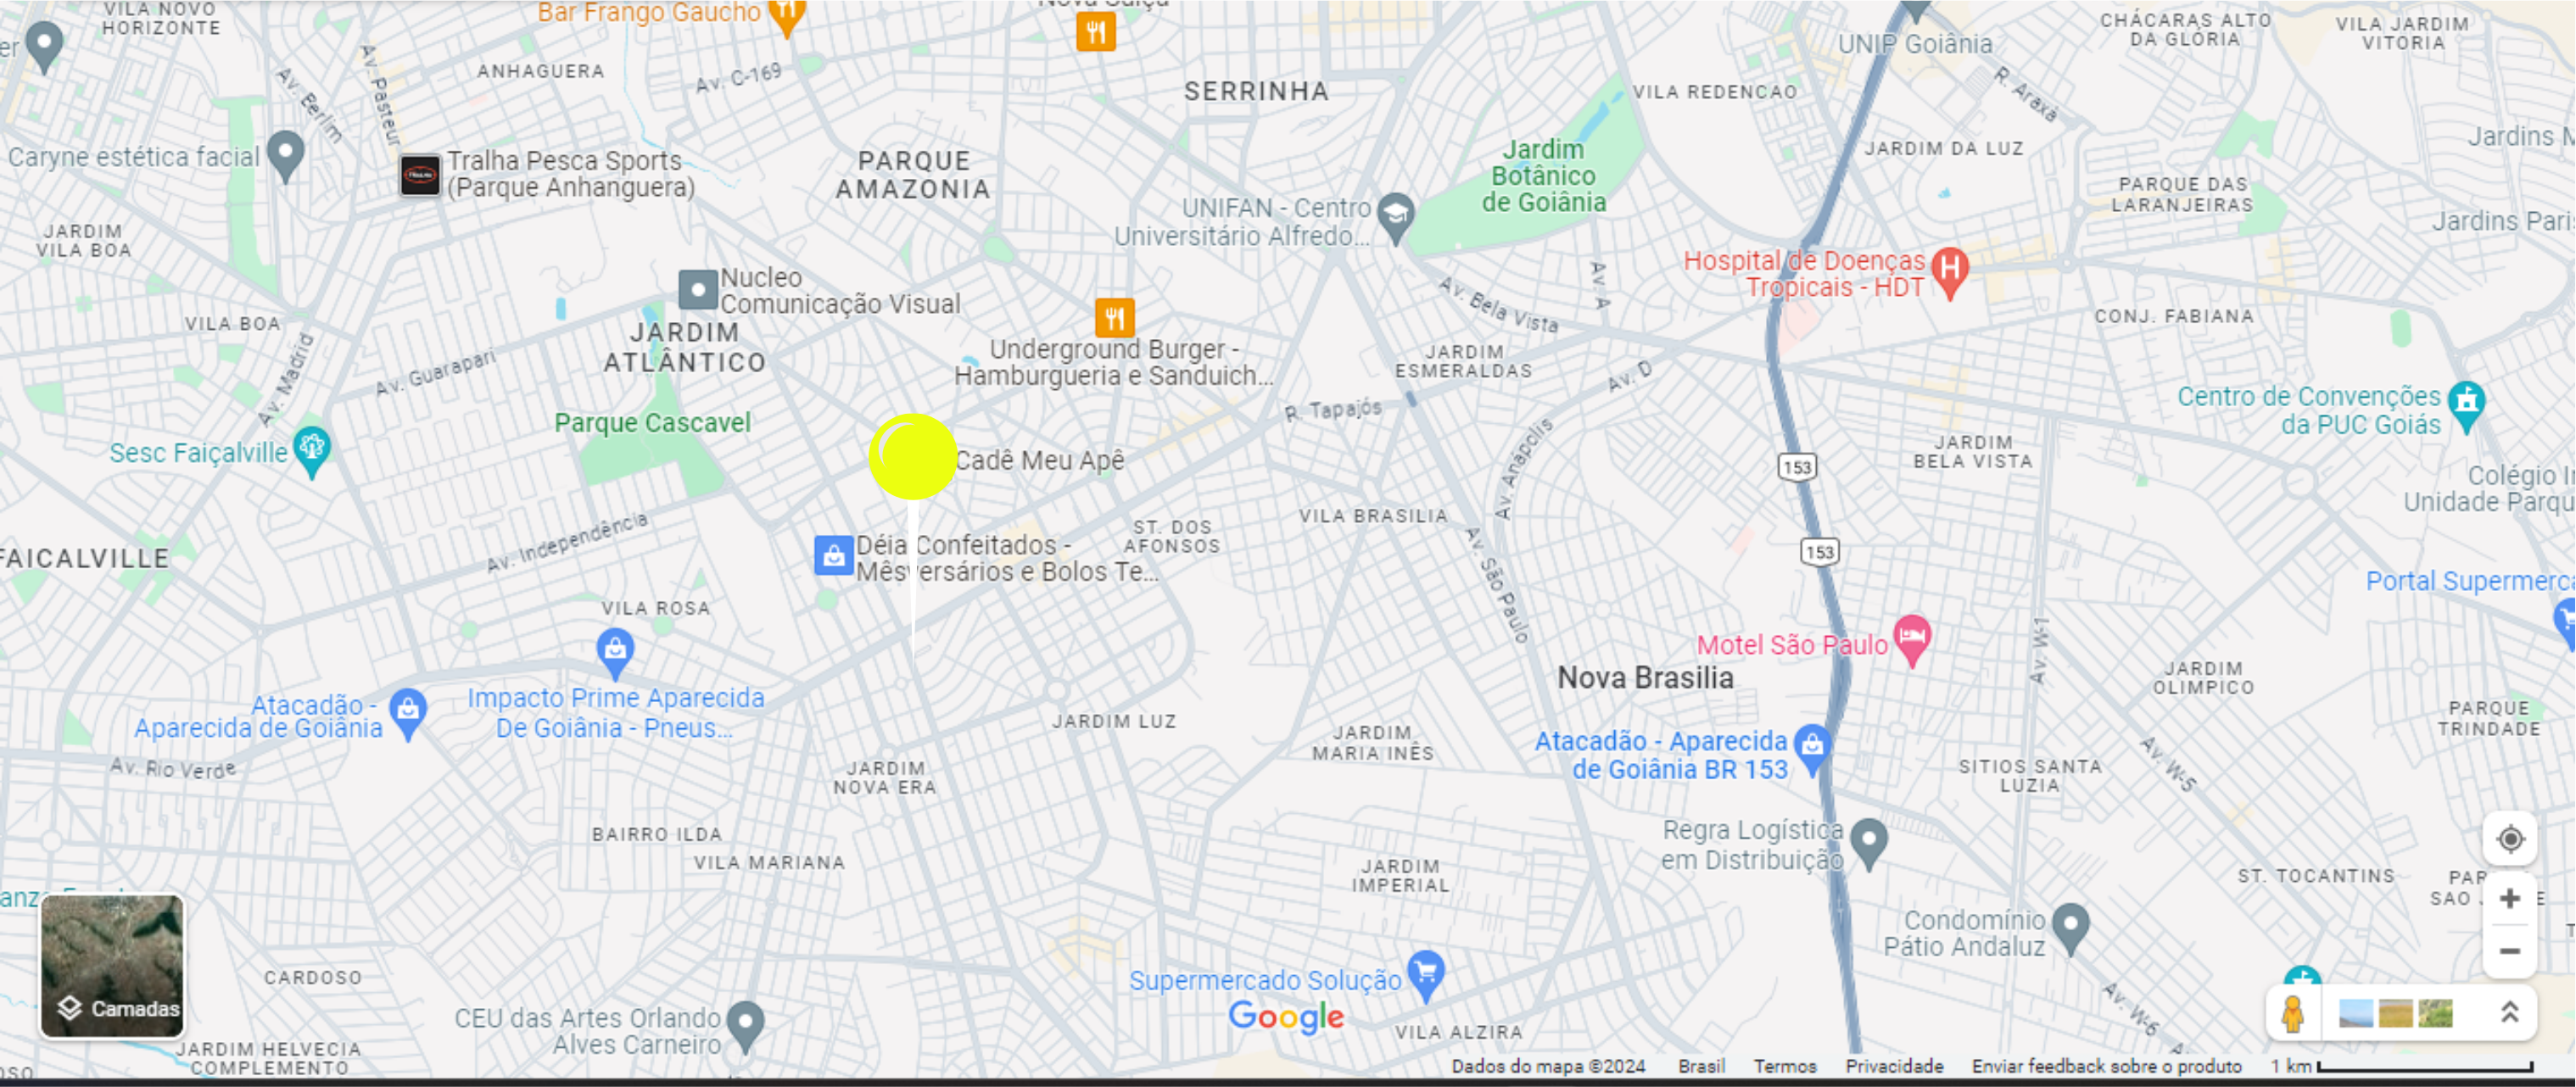 VILA NOVO
HORIZONTE
Bar Frango Gaucho
ANHAGUERA
Av. C-169
Av. Pasteur
Av. Berlim
SERRINHA
UNIP Goiânia
CHÁCARAS ALTO
DA GLÓRIA
VILA JARDIM
VITORIA
R. Araxá
VILA REDENCAO
Caryne estética facial
Tralha Pesca Sports
(Parque Anhanguera)
PARQUE
AMAZONIA
Jardim
Botânico
de Goiânia
JARDIM DA LUZ
PARQUE DAS
LARANJEIRAS
UNIFAN - Centro
Universitário Alfredo...
JARDIM
VILA BOA
Hospital de Doenças
Tropicais - HDT
Av. A
Nucleo
Comunicação Visual
Av. Bela Vista
VILA BOA
JARDIM
ATLÂNTICO
CONJ. FABIANA
Av. Madrid
Av. Guarapari
Underground Burger -
Hamburgueria e Sanduich...
JARDIM
ESMERALDAS
Av. D
R. Tapajós
Centro de Convenções
da PUC Goiás
Parque Cascavel
Sesc Faiçalville
Cadê Meu Apê
Av. Anápolis
153
JARDIM
BELA VISTA
Av. Independência
VILA BRASILIA
ST. DOS
AFONSOS
FAICALVILLE
Déia Confeitados -
Mêsversários e Bolos Te...
153
Av. São Paulo
VILA ROSA
Motel São Paulo
Nova Brasilia
Av. W-1
JARDIM
OLIMPICO
Atacadão -
Aparecida de Goiânia
Impacto Prime Aparecida
De Goiânia - Pneus...
JARDIM LUZ
JARDIM
MARIA INÊS
Atacadão - Aparecida
de Goiânia BR 153
PARQUE
TRINDADE
Av. Rio Verde
JARDIM
NOVA ERA
SITIOS SANTA
LUZIA
Av. W-5
BAIRRO ILDA
VILA MARIANA
Regra Logística
em Distribuição
JARDIM
IMPERIAL
ST. TOCANTINS
Condomínio
Pátio Andaluz
CARDOSO
Camadas
Supermercado Solução
Google
CEU das Artes Orlando
Alves Carneiro
VILA ALZIRA
Av. W-6
JARDIM HELVECIA
COMPLEMENTO
Dados do mapa ©2024 Brasil Termos Privacidade Enviar feedback sobre o produto 1 km